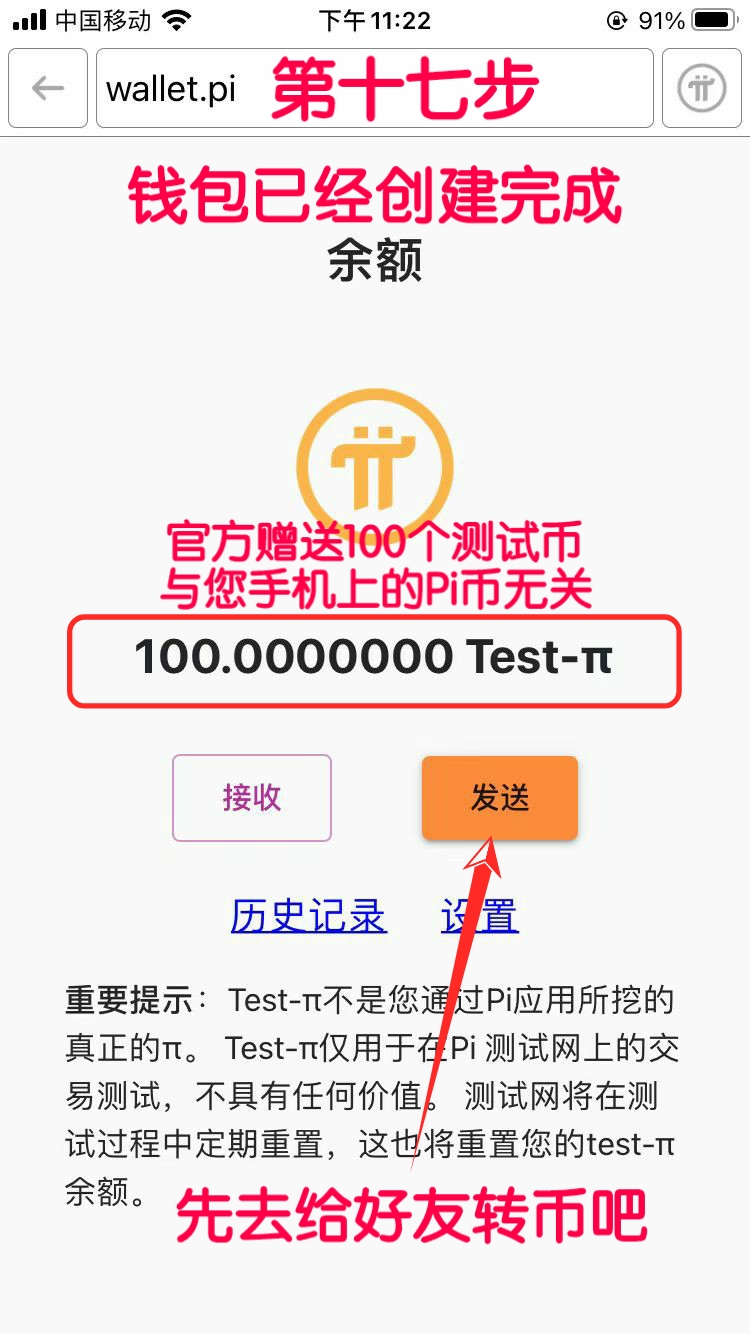 中国移动 下午11:22 91%
wallet.pi 第十七步
钱包已经创建完成
余额
官方赠送100个测试币
与您手机上的Pi币无关
100.0000000 Test-π
接收 发送
历史记录 设置
重要提示：Test-π不是您通过Pi应用所挖的
真正的π。 Test-π仅用于在Pi 测试网上的交
易测试，不具有任何价值。 测试网将在测
试过程中定期重置，这也将重置您的test-π
余额。
先去给好友转币吧